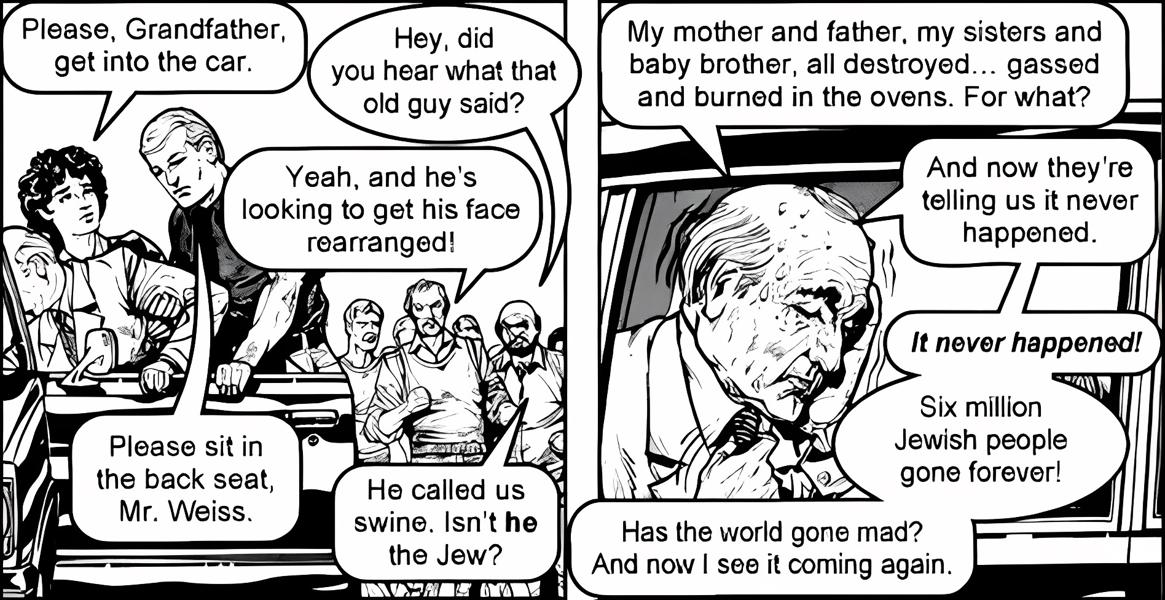 Please, Grandfather,
get into the car.
Hey, did
you hear what that
old guy said?
Yeah, and he's
looking to get his face
rearranged!
Please sit in
the back seat,
Mr. Weiss.
He called us
swine. Isn't he
the Jew?
My mother and father, my sisters and
baby brother, all destroyed... gassed
and burned in the ovens. For what?
And now they're
telling us it never
happened.
It never happened!
Six million
Jewish people
gone forever!
Has the world gone mad?
And now I see it coming again.